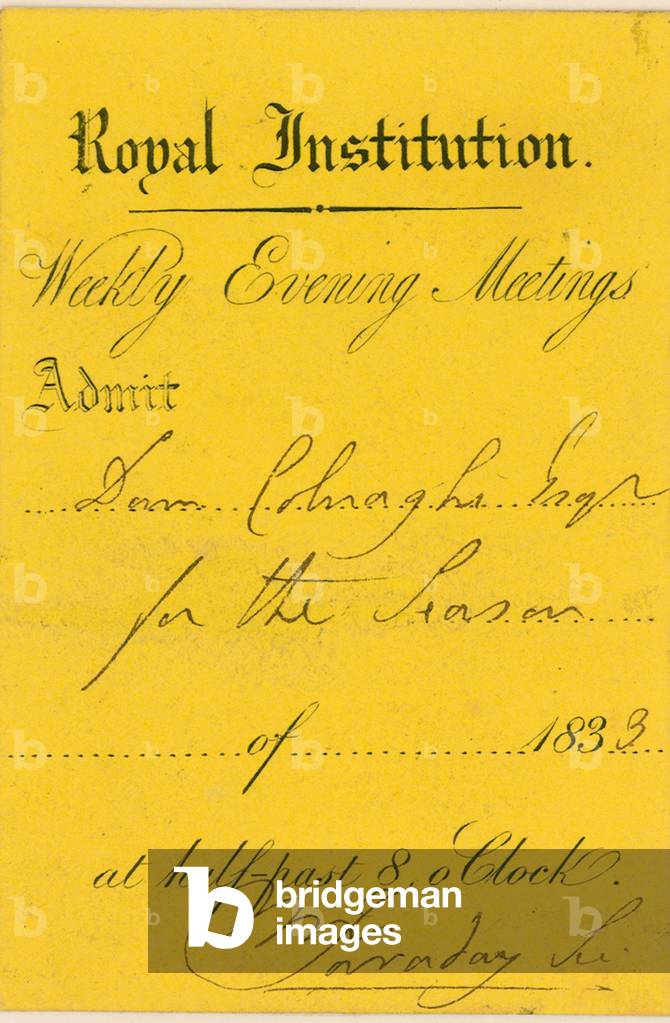 Royal Institution.
Weekly Evening Meetings
Admit
Dom Colnaghi Esqr
for the Season
of 1833
at half-past 8, o'Clock.
bridgeman
images
Faraday